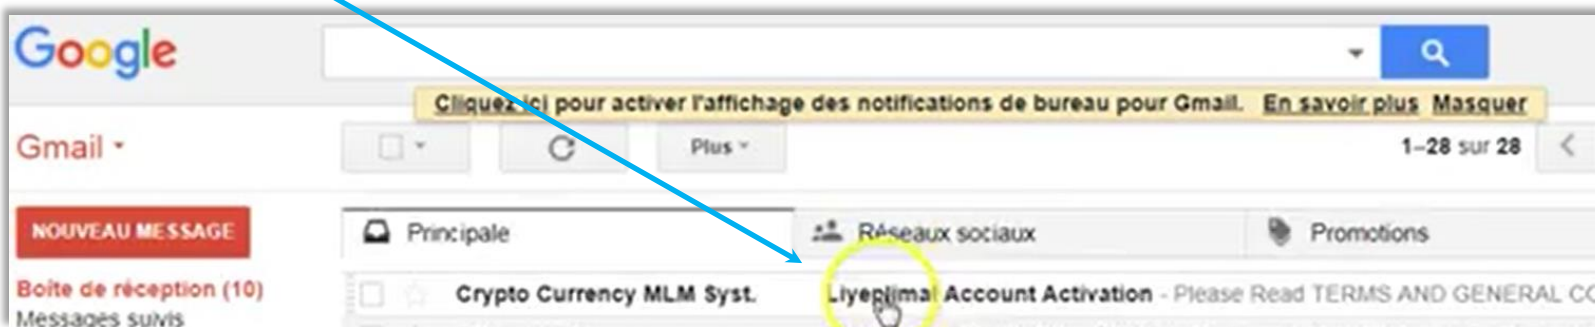 Google
Cliquez ici pour activer l'affichage des notifications de bureau pour Gmail. En savoir plus Masquer
Gmail
Plus
1–28 sur 28
NOUVEAU MESSAGE
Principale
Réseaux sociaux
Promotions
Boîte de réception (10)
Crypto Currency MLM Syst. Liyeplimal Account Activation - Please Read TERMS AND GENERAL CO
Messages suivis